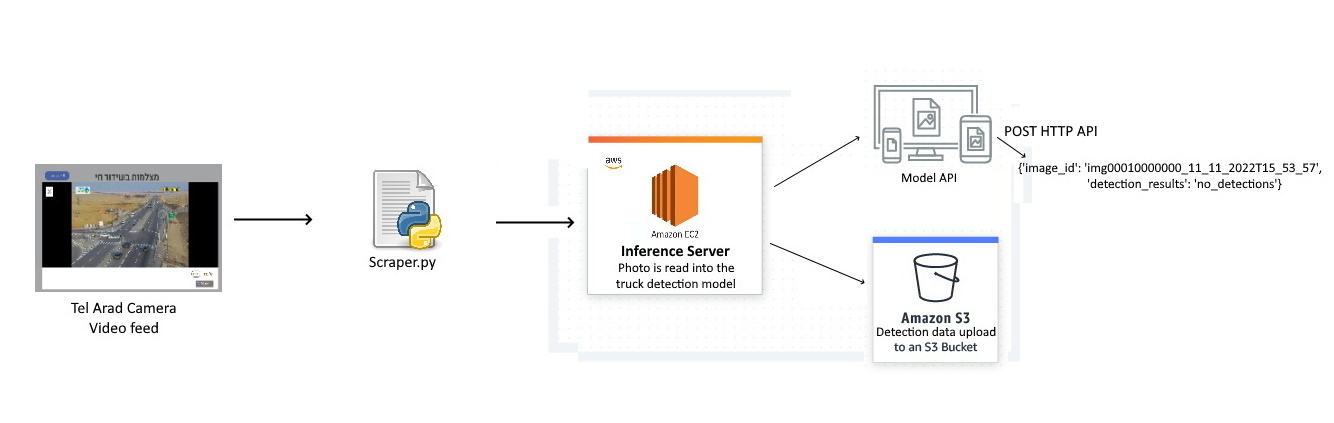 מצלמות בשידור חי
Tel Arad Camera
Video feed
Scraper.py
aws
Amazon EC2
Inference Server
Photo is read into the
truck detection model
Model API
POST HTTP API
{'image_id': 'img00010000000_11_11_2022T15_53_57',
'detection_results': 'no_detections'}
Amazon S3
Detection data upload
to an S3 Bucket